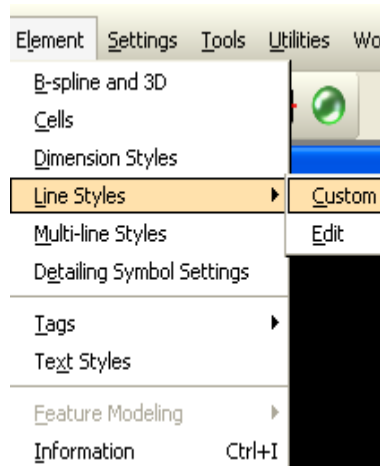 Element Settings Tools Utilities Wo
B-spline and 3D
Cells
Dimension Styles
Line Styles
Custom
Multi-line Styles
Edit
Detailing Symbol Settings
Tags
Text Styles
Feature Modeling
Information Ctrl+I